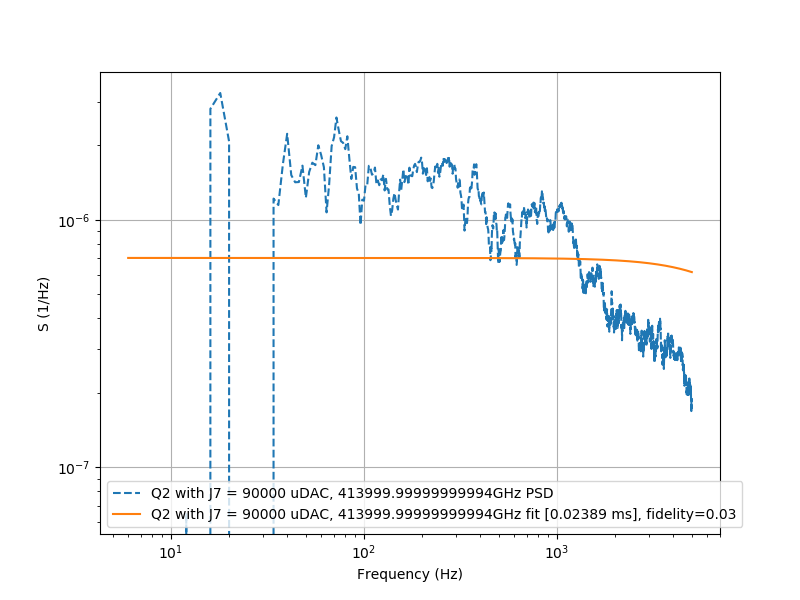 S (1/Hz)
10⁻⁶
10⁻⁷
Q2 with J7 = 90000 uDAC, 413999.99999999994GHz PSD
Q2 with J7 = 90000 uDAC, 413999.99999999994GHz fit [0.02389 ms], fidelity=0.03
10¹ 10² 10³
Frequency (Hz)